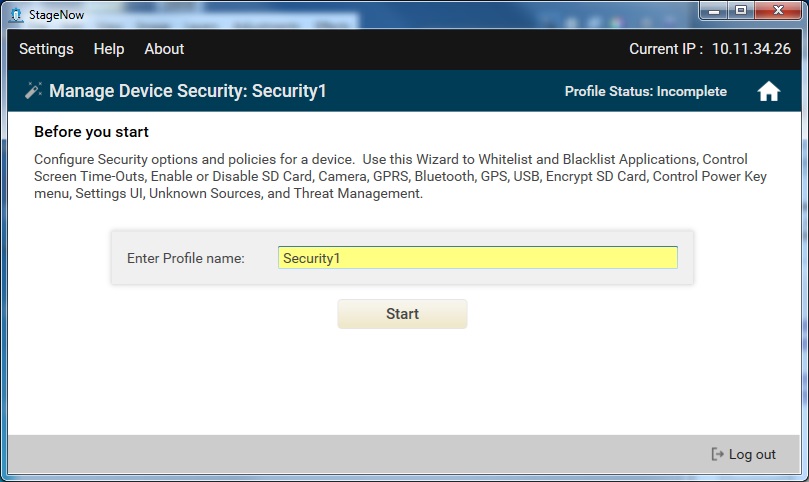 StageNow
Settings Help About Current IP : 10.11.34.26
Manage Device Security: Security1 Profile Status: Incomplete
Before you start
Configure Security options and policies for a device. Use this Wizard to Whitelist and Blacklist Applications, Control
Screen Time-Outs, Enable or Disable SD Card, Camera, GPRS, Bluetooth, GPS, USB, Encrypt SD Card, Control Power Key
menu, Settings UI, Unknown Sources, and Threat Management.
Enter Profile name: Security1
Start
Log out